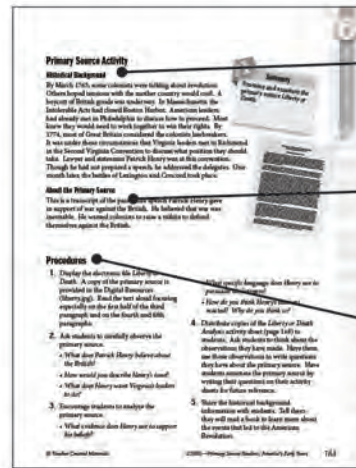 Primary Source Activity
Historical Background
By March 1765, some colonists were talking about revolution.
Others hoped tensions with the mother country would cool. A
boycott of British goods was underway. In Massachusetts the
Intolerable Acts had closed Boston Harbor. American leaders
had already met in Philadelphia to discuss how to proceed. Most
knew they would need to work together to win their rights. By
1774, most of Great Britain considered the colonists lawbreakers.
It was under these circumstances that Virginia leaders met in Richmond
at the Second Virginia Convention to discuss what position they should
take. Lawyer and statesman Patrick Henry was at this convention.
Though he had not prepared a speech, he addressed the delegates. One
month later, the battles of Lexington and Concord took place.
Summary
Examine and
primary source Liberty or
Death.
About the Primary Source
This is a transcript of the speech Patrick Henry gave
in support of war against the British. He believed that war was
inevitable. He wanted colonists to raise a militia to defend
themselves against the British.
Procedures
1. Display the electronic file Liberty or
Death. A copy of the primary source is
provided in the Digital Resources
(liberty.jpg). Read the text aloud focusing
especially on the first half of the third
paragraph and on the fourth and fifth
paragraphs.
2. Ask students to carefully observe the
primary source.
• What does Patrick Henry believe about
the British?
• How would you describe Henry's tone?
• What does Henry want Virginia's leaders
to do?
3. Encourage students to analyze the
primary source.
• What evidence does Henry use to support
his beliefs?
specific language does Henry use to
• How do you think Henry's
reacted? Why do you think so?
4. Distribute copies of the Liberty or Death
Analysis activity sheet (page 169) to
students. Ask students to think about the
observations they have made. Have them
use those observations to write questions
they have about the primary source. Have
students annotate the primary source by
writing their questions on their activity
sheets for future reference.
5. Share the historical background
information with students. Tell them
they will read a book to learn more about
the events that led to the American
Revolution.
© Teacher Created Materials
Primary Source Readers: America's Early Years
163